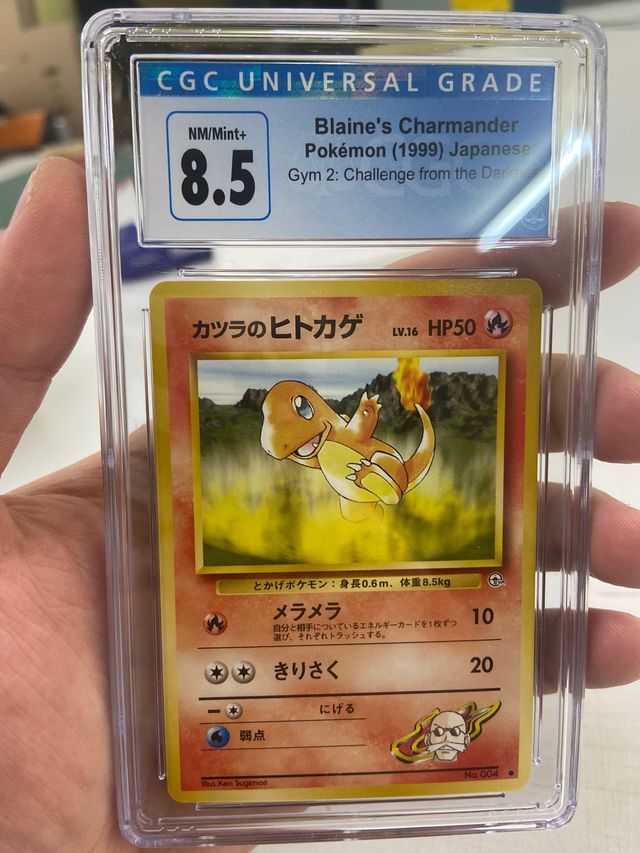 CGC UNIVERSAL GRADE
NM/Mint+
8.5
Blaine's Charmander
Pokémon (1999) Japanese
Gym 2: Challenge from the
カツラのヒトカゲ LV.16 HP50
とかげポケモン：身長0.6m、体重8.5kg
メラメラ 10
自分と相手についているエネルギーカードを1枚ずつ
選び、それぞれトラッシュする。
きりさく 20
にげる
弱点
Illus.Ken Sugimori
No. 004 ●